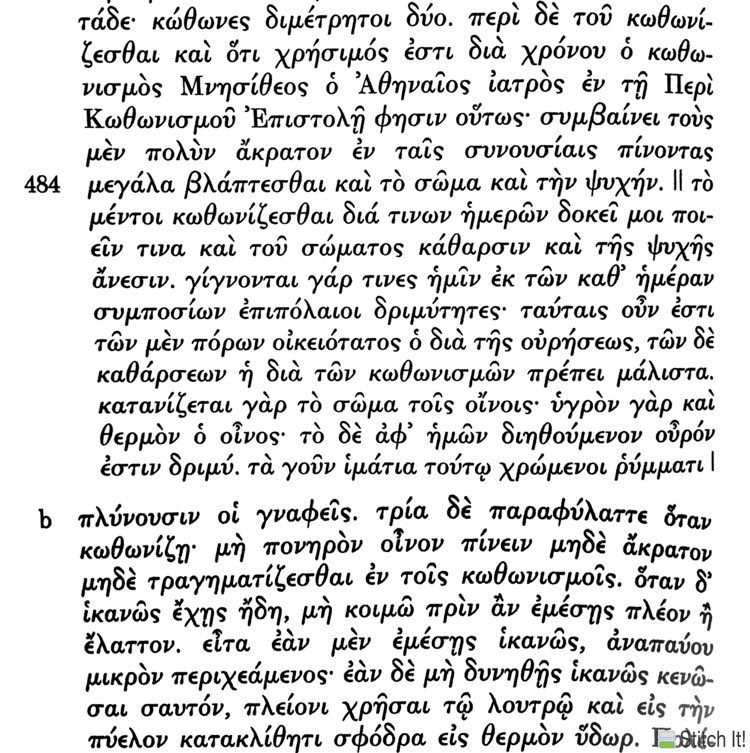 τάδε· κώθωνες διμέτρητοι δύο. περὶ δὲ τοῦ κωθωνί-
ζεσθαι καὶ ὅτι χρήσιμός ἐστι διὰ χρόνου ὁ κωθω-
νισμὸς Μνησίθεος ὁ Ἀθηναῖος ἰατρὸς ἐν τῇ Περὶ
Κωθωνισμοῦ Ἐπιστολῇ φησιν οὕτως· συμβαίνει τοὺς
μὲν πολὺν ἄκρατον ἐν ταῖς συνουσίαις πίνοντας
484 μεγάλα βλάπτεσθαι καὶ τὸ σῶμα καὶ τὴν ψυχήν. || τὸ
μέντοι κωθωνίζεσθαι διά τινων ἡμερῶν δοκεῖ μοι ποι-
εῖν τινα καὶ τοῦ σώματος κάθαρσιν καὶ τῆς ψυχῆς
ἄνεσιν. γίγνονται γάρ τινες ἡμῖν ἐκ τῶν καθ’ ἡμέραν
συμποσίων ἐπιπόλαιοι δριμύτητες· ταύταις οὖν ἐστι
τῶν μὲν πόρων οἰκειότατος ὁ διὰ τῆς οὐρήσεως, τῶν δὲ
καθάρσεων ἡ διὰ τῶν κωθωνισμῶν πρέπει μάλιστα.
κατανίζεται γὰρ τὸ σῶμα τοῖς οἴνοις· ὑγρὸν γὰρ καὶ
θερμὸν ὁ οἶνος· τὸ δὲ ἀφ’ ἡμῶν διηθούμενον οὖρόν
ἐστιν δριμύ. τὰ γοῦν ἱμάτια τούτῳ χρώμενοι ῥύμματι |
b πλύνουσιν οἱ γναφεῖς. τρία δὲ παραφύλαττε ὅταν
κωθωνίζῃ· μὴ πονηρὸν οἶνον πίνειν μηδὲ ἄκρατον
μηδὲ τραγηματίζεσθαι ἐν τοῖς κωθωνισμοῖς. ὅταν δ’
ἱκανῶς ἔχῃς ἤδη, μὴ κοιμῶ πρὶν ἂν ἐμέσῃς πλέον ἢ
ἔλαττον. εἶτα ἐὰν μὲν ἐμέσῃς ἱκανῶς, ἀναπαύου
μικρὸν περιχεάμενος· ἐὰν δὲ μὴ δυνηθῇς ἱκανῶς κενῶ-
σαι σαυτόν, πλείονι χρῆσαι τῷ λουτρῷ καὶ εἰς τὴν
πύελον κατακλίθητι σφόδρα εἰς θερμὸν ὕδωρ.
Stitch It!